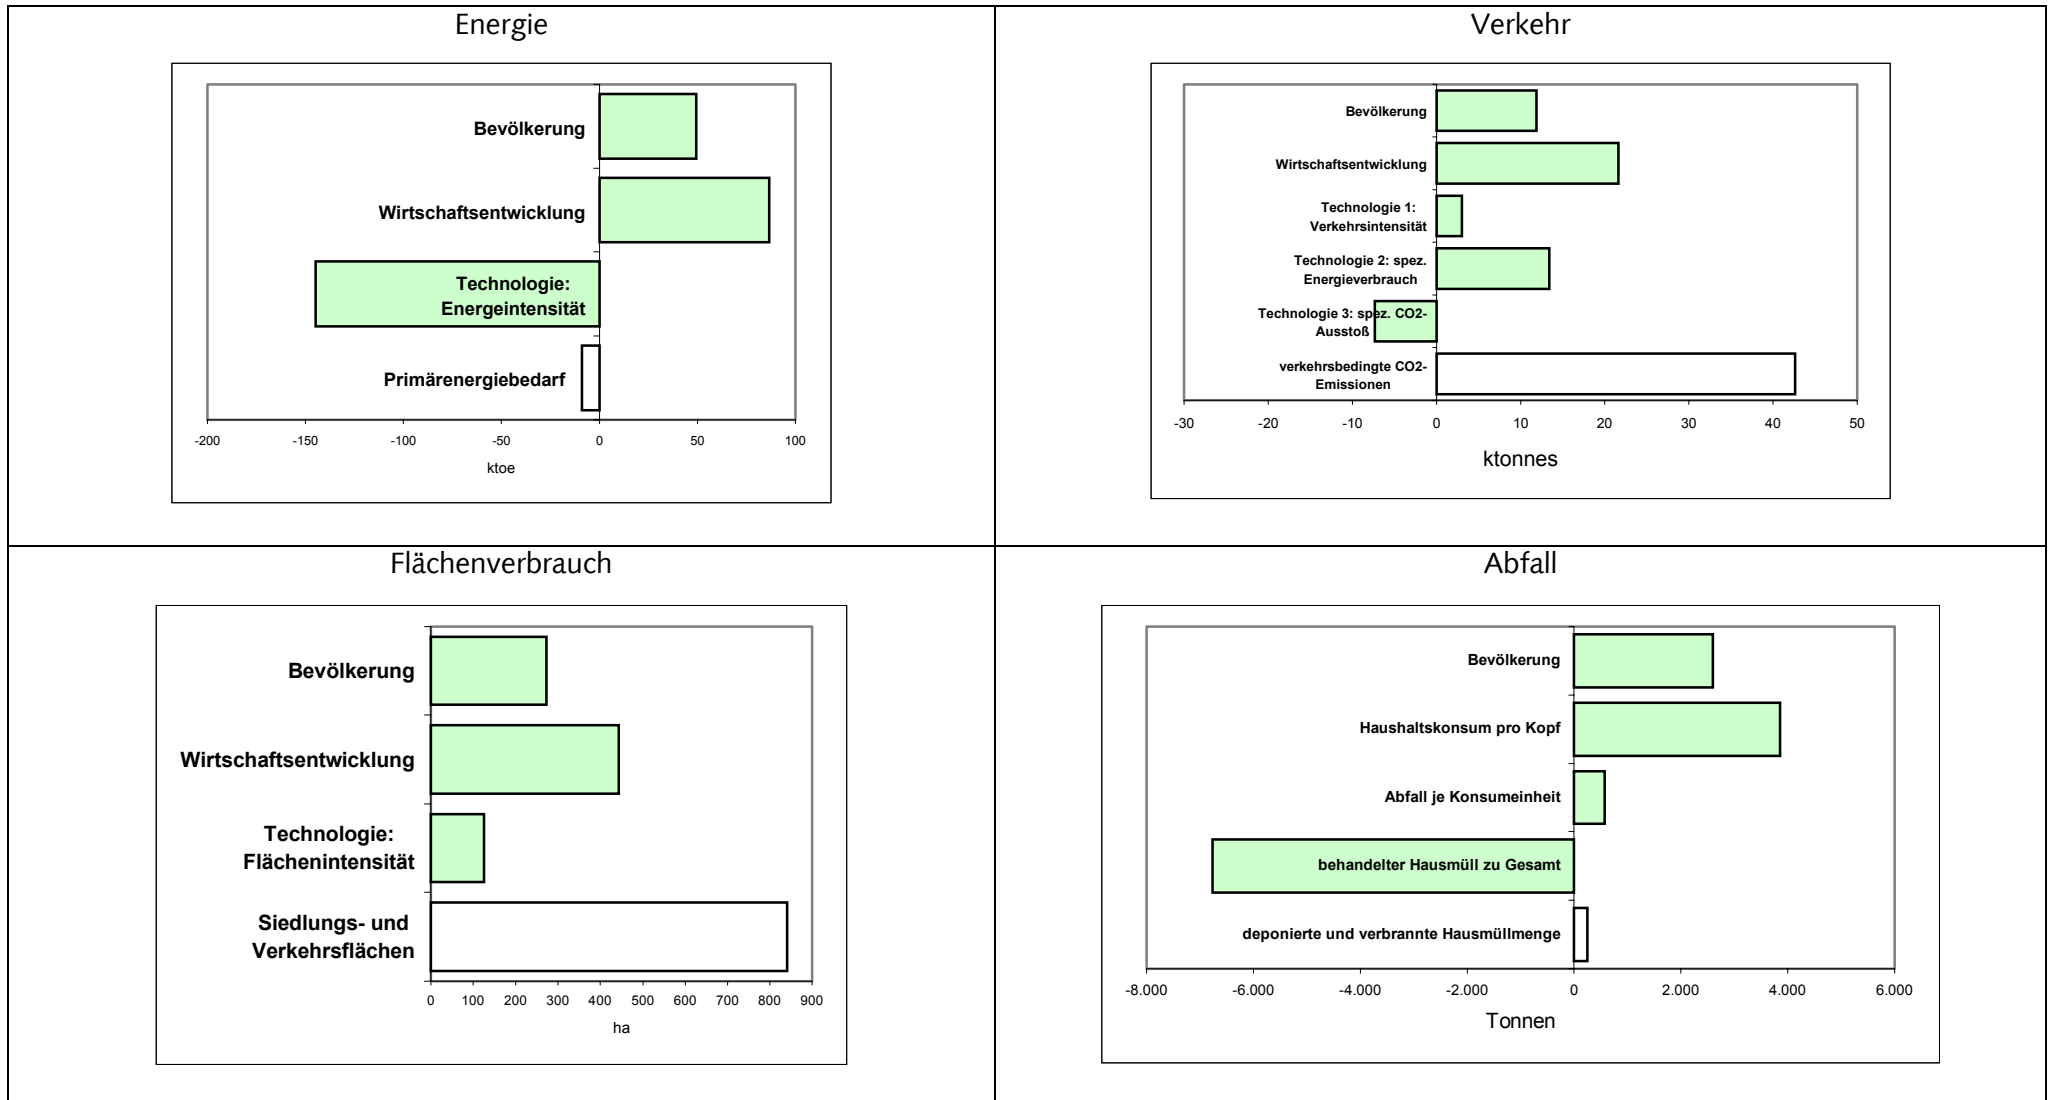 Energie
Bevölkerung
Wirtschaftsentwicklung
Technologie:
Energeintensität
Primärenergiebedarf
-200 -150 -100 -50 0 50 100
ktoe
Verkehr
Bevölkerung
Wirtschaftsentwicklung
Technologie 1:
Verkehrsintensität
Technologie 2: spez.
Energieverbrauch
Technologie 3: spez. CO2-
Ausstoß
verkehrsbedingte CO2-
Emissionen
-30 -20 -10 0 10 20 30 40 50
ktonnes
Flächenverbrauch
Bevölkerung
Wirtschaftsentwicklung
Technologie:
Flächenintensität
Siedlungs- und
Verkehrsflächen
0 100 200 300 400 500 600 700 800 900
ha
Abfall
Bevölkerung
Haushaltskonsum pro Kopf
Abfall je Konsumeinheit
behandelter Hausmüll zu Gesamt
deponierte und verbrannte Hausmüllmenge
-8.000 -6.000 -4.000 -2.000 0 2.000 4.000 6.000
Tonnen